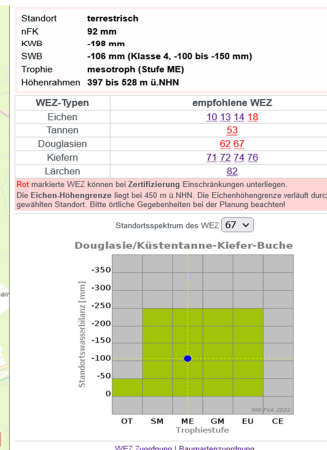 Standort terrestrisch
nFK 92 mm
KWB -198 mm
SWB -106 mm (Klasse 4, -100 bis -150 mm)
Trophie mesotroph (Stufe ME)
Höhenrahmen 397 bis 528 m ü.NHN
WEZ-Typen empfohlene WEZ
Eichen 10 13 14 18
Tannen 53
Douglasien 62 67
Kiefern 71 72 74 76
Lärchen 82
Rot markierte WEZ können bei Zertifizierung Einschränkungen unterliegen.
Die Eichen-Höhengrenze liegt bei 450 m ü.NHN. Die Eichenhöhengrenze verläuft durc
gewählten Standort. Bitte örtliche Gegebenheiten bei der Planung beachten!
Standortsspektrum des WEZ 67
Douglasie/Küstentanne-Kiefer-Buche
Standortswasserbilanz [mm]
-350
-300
-250
-200
-150
-100
-50
0
NW-FVA 2022
OT SM ME GM EU CE
Trophiestufe
WEZ Zuordnung | Baumartenzuordnung